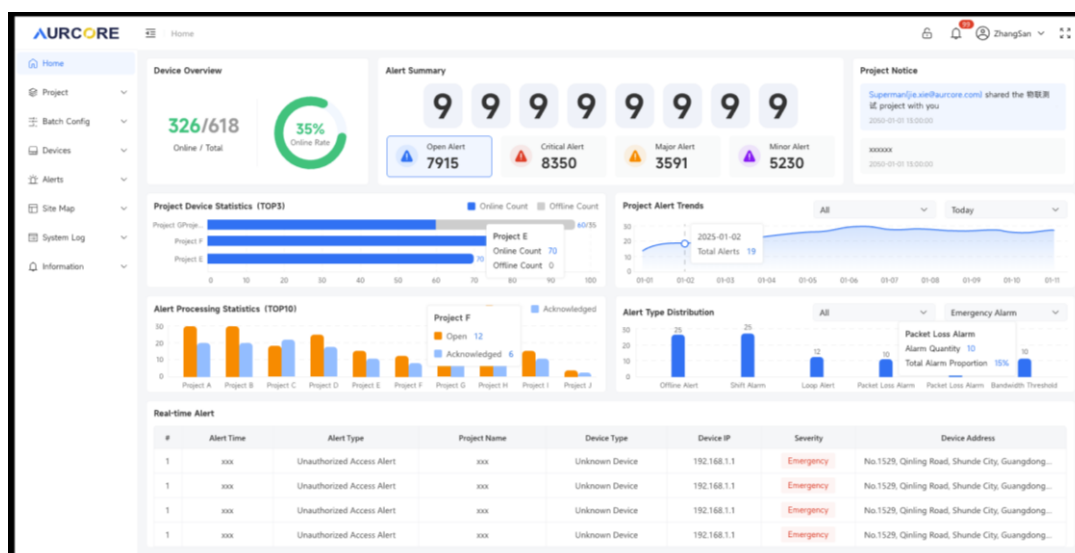 AURCORE
Home
99
ZhangSan
Home
Project
Batch Config
Devices
Alerts
Site Map
System Log
Information
Device Overview
326/618
Online / Total
35%
Online Rate
Alert Summary
9 9 9 9 9 9 9 9
Open Alert
7915
Critical Alert
8350
Major Alert
3591
Minor Alert
5230
Project Notice
Superman(jie.xie@aurcore.com) shared the 物联测
试 project with you
2050-01-01 15:00:00
xxxxxx
2050-01-01 15:00:00
Project Device Statistics (TOP3)
Online Count
Offline Count
Project GProje...
60/35
Project F
Project E
70
Project E
Online Count 70
Offline Count 0
0 10 20 30 40 50 60 70 80 90 100
Project Alert Trends
All
Today
30
20
10
0
2025-01-02
Total Alerts 19
01-01 01-02 01-03 01-04 01-05 01-06 01-07 01-08 01-09 01-10 01-11
Alert Processing Statistics (TOP10)
Acknowledged
30
20
10
0
Project F
Open 12
Acknowledged 6
Project A Project B Project C Project D Project E Project F Project G Project H Project I Project J
Alert Type Distribution
All
Emergency Alarm
30
20
10
0
25
25
12
10
10
Packet Loss Alarm
Alarm Quantity 10
Total Alarm Proportion 15%
Offline Alert Shift Alarm Loop Alert Packet Loss Alarm Packet Loss Alarm Bandwidth Threshold
Real-time Alert
# Alert Time Alert Type Project Name Device Type Device IP Severity Device Address
1 xxx Unauthorized Access Alert xxx Unknown Device 192.168.1.1 Emergency No.1529, Qinling Road, Shunde City, Guangdong...
1 xxx Unauthorized Access Alert xxx Unknown Device 192.168.1.1 Emergency No.1529, Qinling Road, Shunde City, Guangdong...
1 xxx Unauthorized Access Alert xxx Unknown Device 192.168.1.1 Emergency No.1529, Qinling Road, Shunde City, Guangdong...
1 xxx Unauthorized Access Alert xxx Unknown Device 192.168.1.1 Emergency No.1529, Qinling Road, Shunde City, Guangdong...